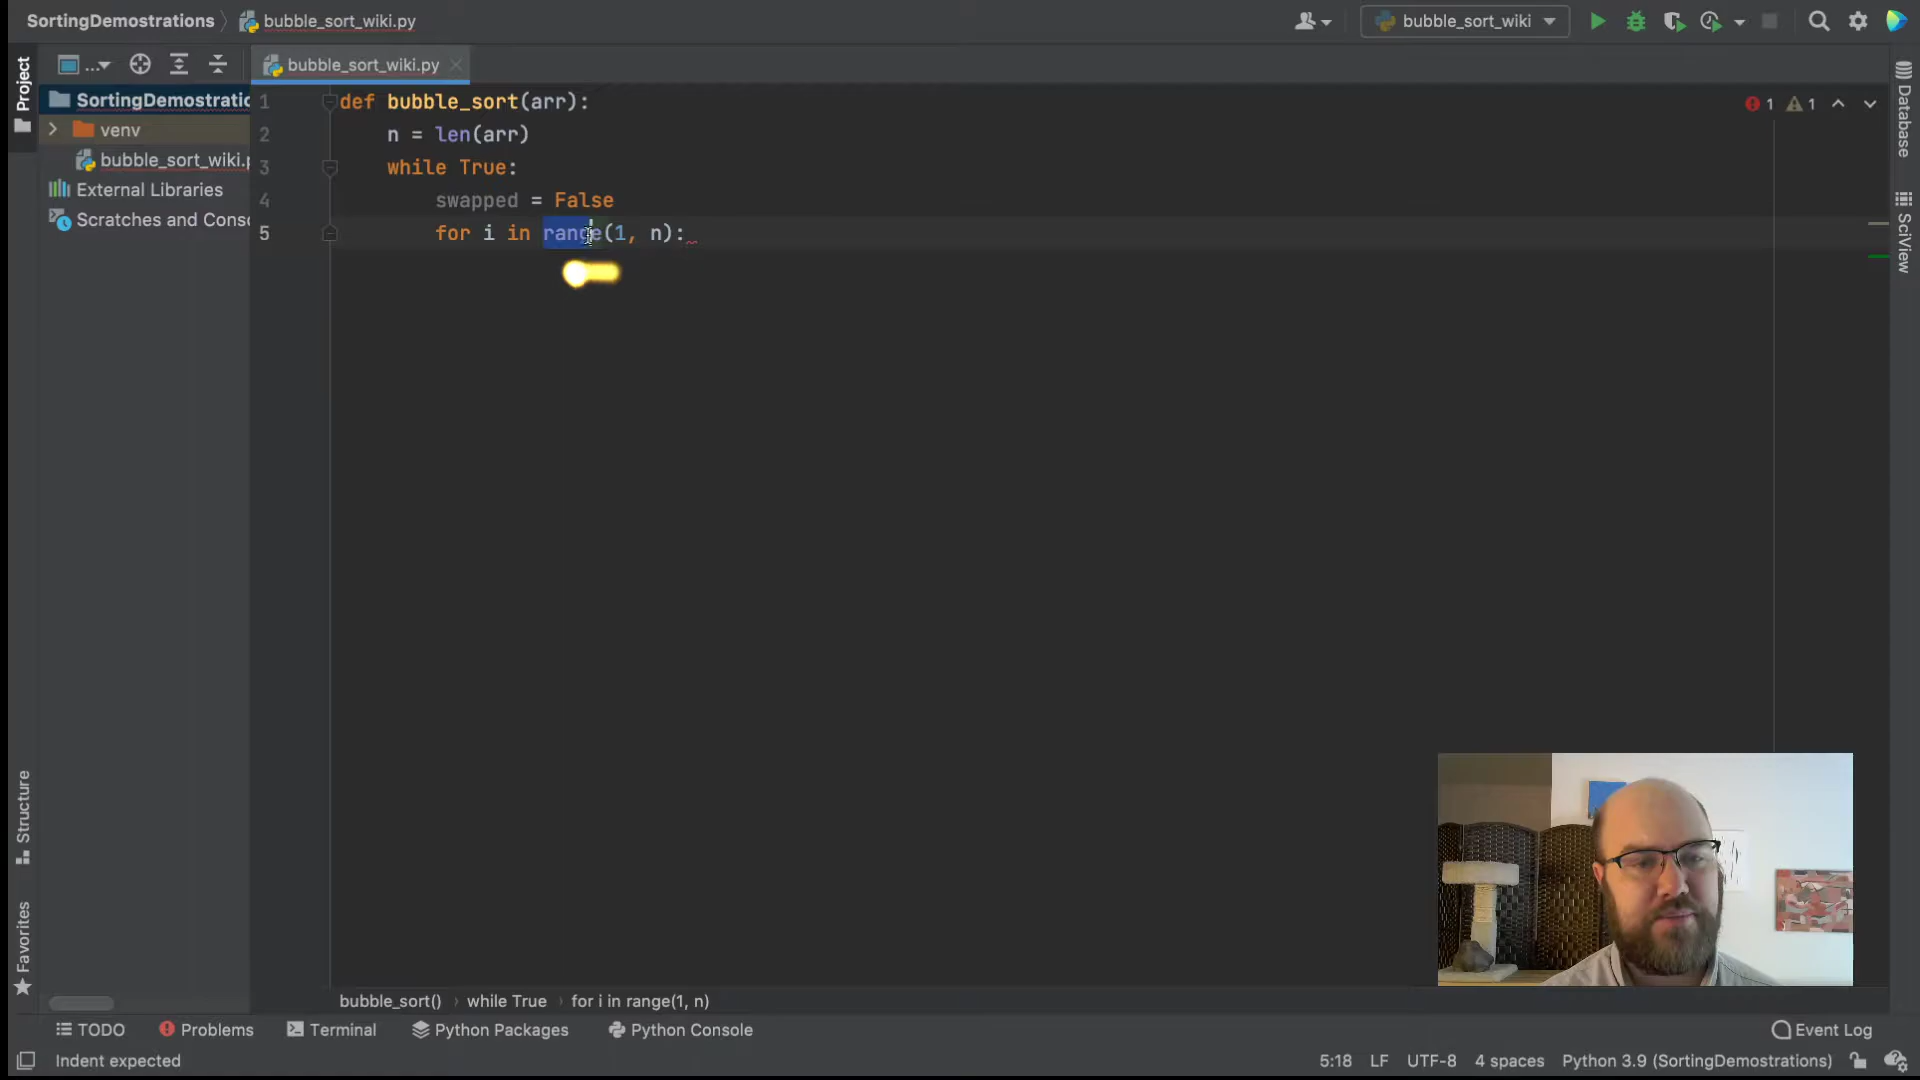 SortingDemostrations bubble_sort_wiki.py
bubble_sort_wiki
Project
...
bubble_sort_wiki.py
SortingDemostratio
venv
bubble_sort_wiki.p
External Libraries
Scratches and Conso
1 def bubble_sort(arr):
2 n = len(arr)
3 while True:
4 swapped = False
5 for i in range(1, n):
1 1
Database
SciView
Structure
Favorites
bubble_sort() while True for i in range(1, n)
TODO Problems Terminal Python Packages Python Console Event Log
Indent expected 5:18 LF UTF-8 4 spaces Python 3.9 (SortingDemostrations)